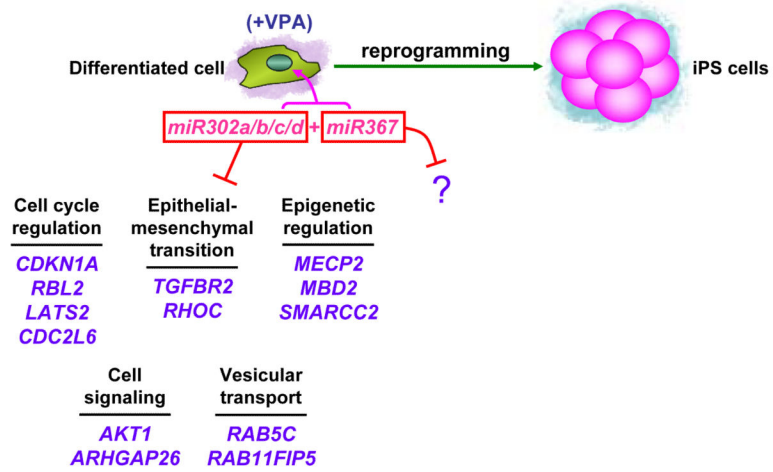 (+VPA)
Differentiated cell
reprogramming
iPS cells
miR302a/b/c/d + miR367
?
Cell cycle
regulation
CDKN1A
RBL2
LATS2
CDC2L6
Epithelial-
mesenchymal
transition
TGFBR2
RHOC
Epigenetic
regulation
MECP2
MBD2
SMARCC2
Cell
signaling
AKT1
ARHGAP26
Vesicular
transport
RAB5C
RAB11FIP5